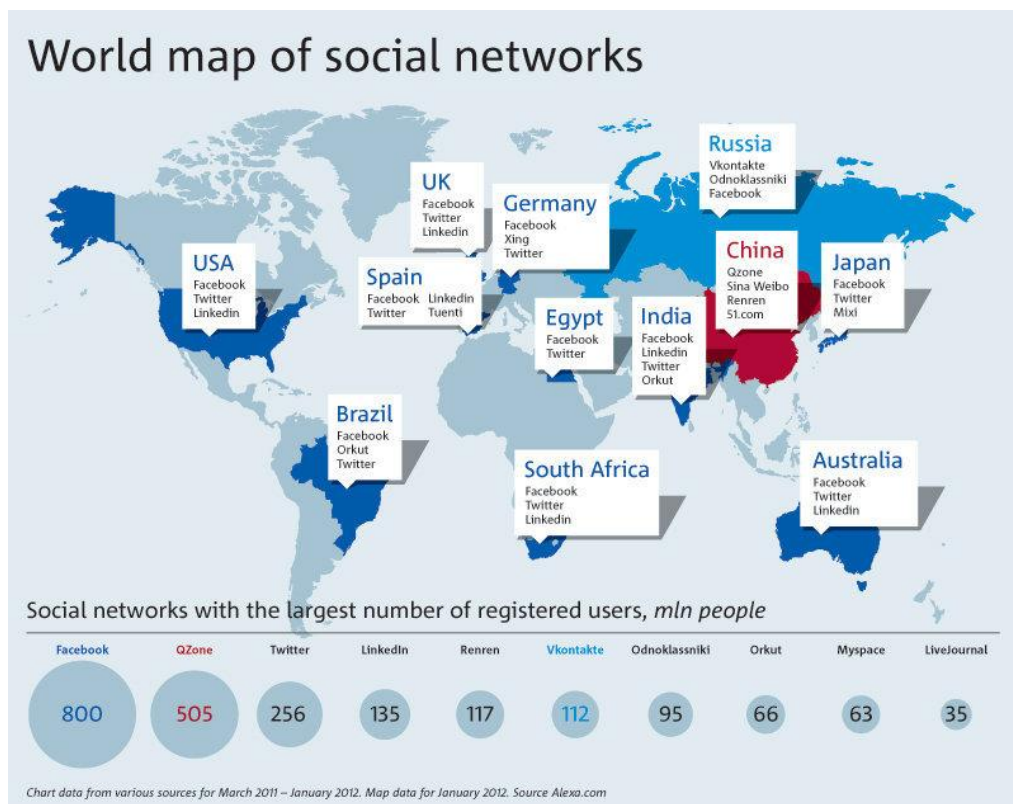 World map of social networks
Russia
Vkontakte
Odnoklassniki
Facebook
UK
Facebook
Twitter
Linkedin
Germany
Facebook
Xing
Twitter
USA
Facebook
Twitter
Linkedin
Spain
Facebook Linkedin
Twitter Tuenti
China
Qzone
Sina Weibo
Renren
51.com
Japan
Facebook
Twitter
Mixi
Egypt
Facebook
Twitter
India
Facebook
Linkedin
Twitter
Orkut
Brazil
Facebook
Orkut
Twitter
South Africa
Facebook
Twitter
Linkedin
Australia
Facebook
Twitter
Linkedin
Social networks with the largest number of registered users, mln people
Facebook QZone Twitter LinkedIn Renren Vkontakte Odnoklassniki Orkut Myspace LiveJournal
800 505 256 135 117 112 95 66 63 35
Chart data from various sources for March 2011 – January 2012. Map data for January 2012. Source Alexa.com